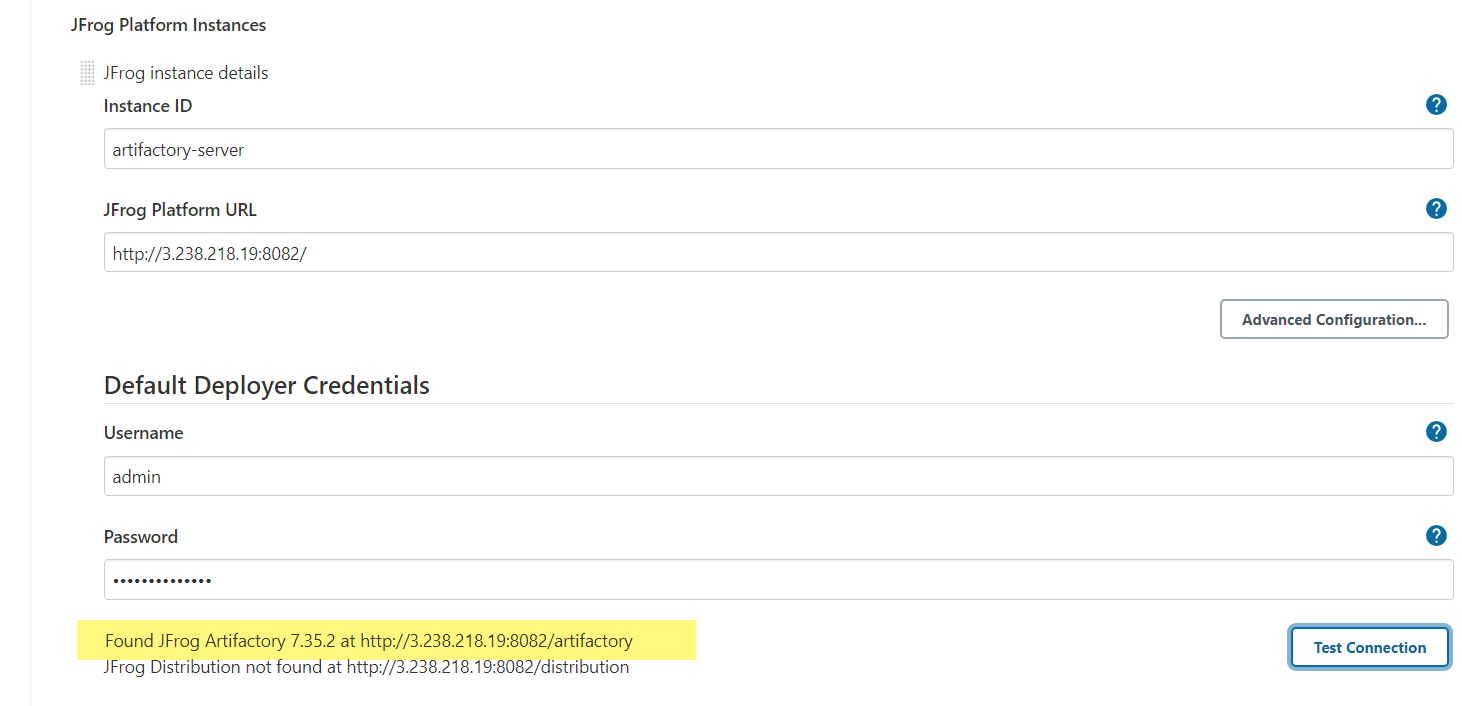 JFrog Platform Instances
JFrog instance details
Instance ID
?
artifactory-server
JFrog Platform URL
?
http://3.238.218.19:8082/
Advanced Configuration...
Default Deployer Credentials
Username
?
admin
Password
?
••••••••••••••
Found JFrog Artifactory 7.35.2 at http://3.238.218.19:8082/artifactory
Test Connection
JFrog Distribution not found at http://3.238.218.19:8082/distribution